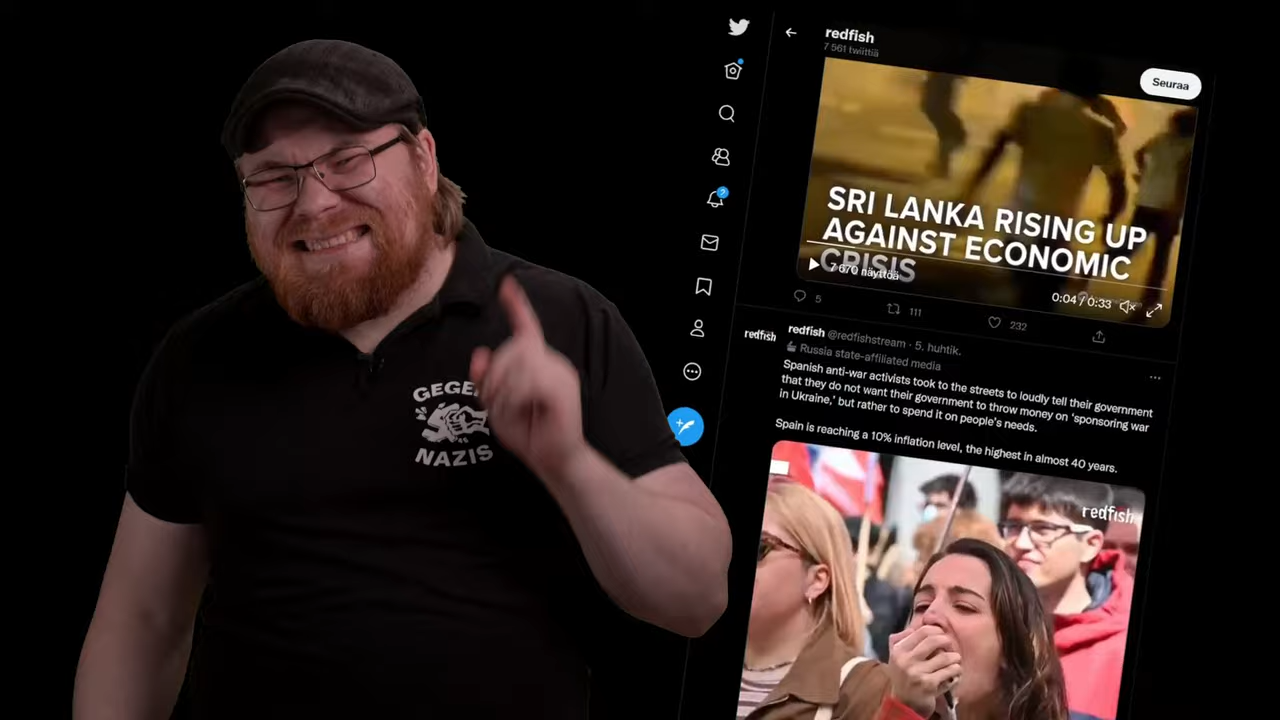 GEGEN
NAZIS
redfish
7 561 twiittiä
Seuraa
SRI LANKA RISING UP
AGAINST ECONOMIC
CRISIS
7 670 näyttöä
0:04 / 0:33
5
111
232
2
redfish
redfish @redfishstream · 5. huhtik.
Russia state-affiliated media
Spanish anti-war activists took to the streets to loudly tell their government
that they do not want their government to throw money on ‘sponsoring war
in Ukraine,’ but rather to spend it on people's needs.
Spain is reaching a 10% inflation level, the highest in almost 40 years.
redfish